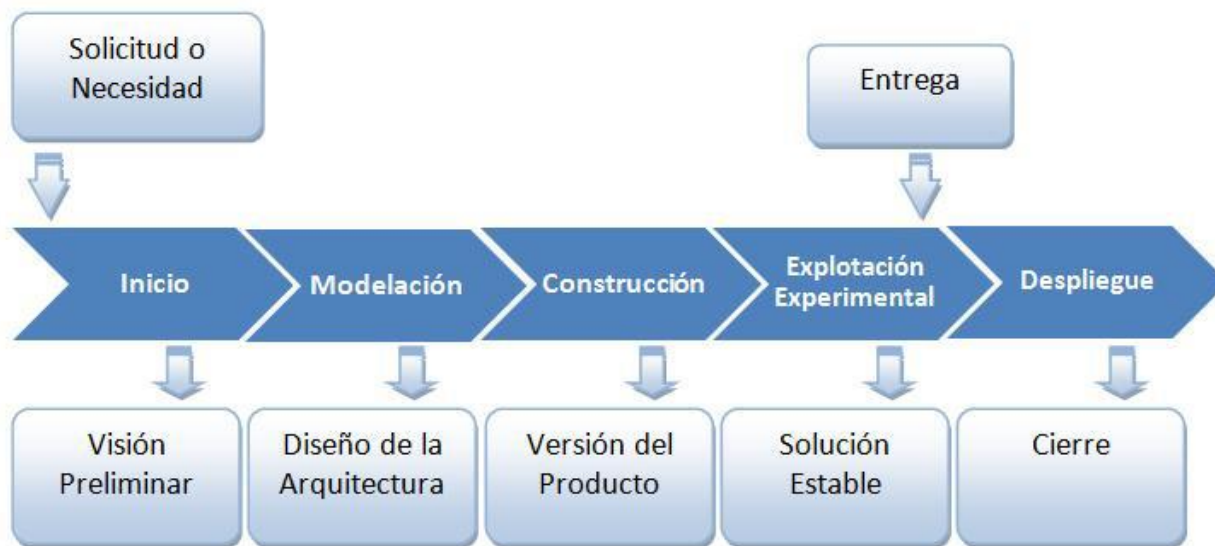 Solicitud o
Necesidad
Entrega
Inicio
Modelación
Construcción
Explotación
Experimental
Despliegue
Visión
Preliminar
Diseño de la
Arquitectura
Versión del
Producto
Solución
Estable
Cierre